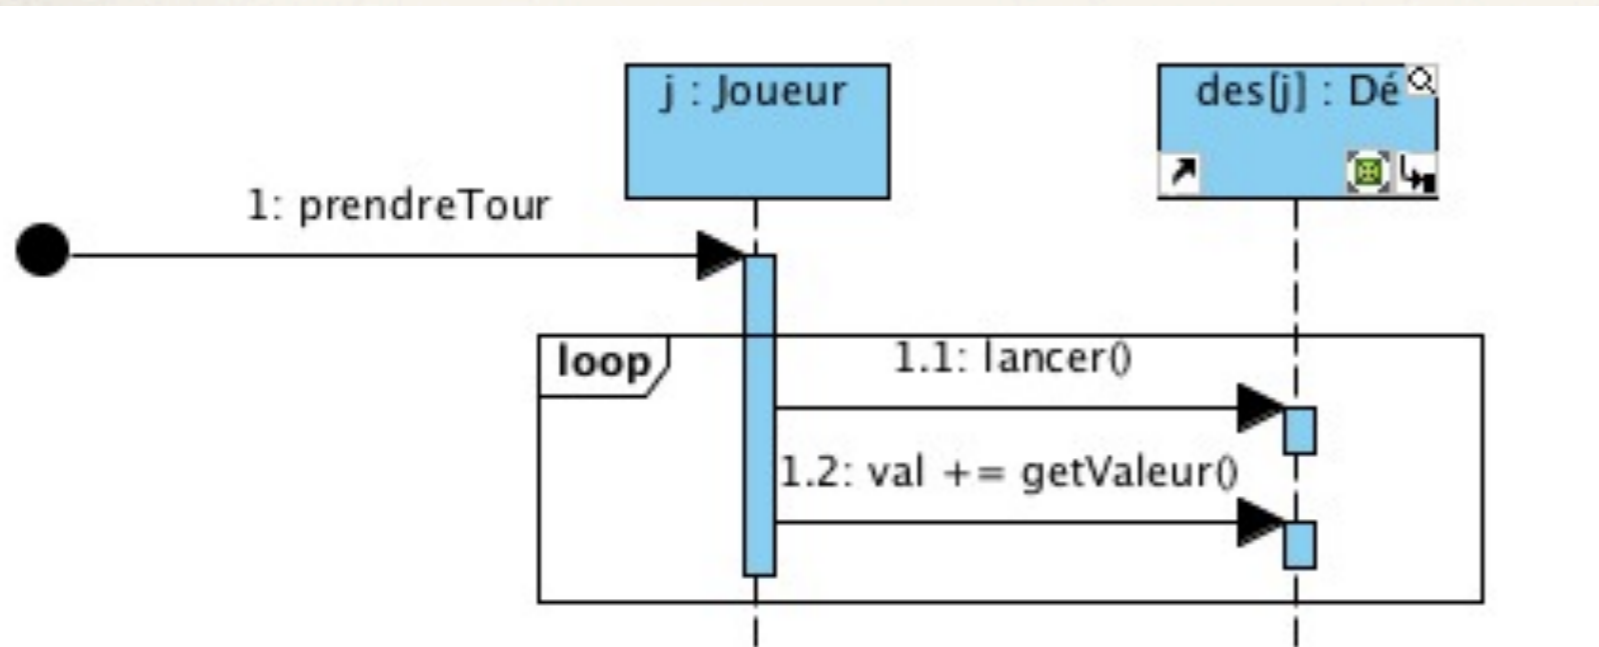 j : Joueur
des[j] : Dé
1: prendreTour
loop
1.1: lancer()
1.2: val += getValeur()